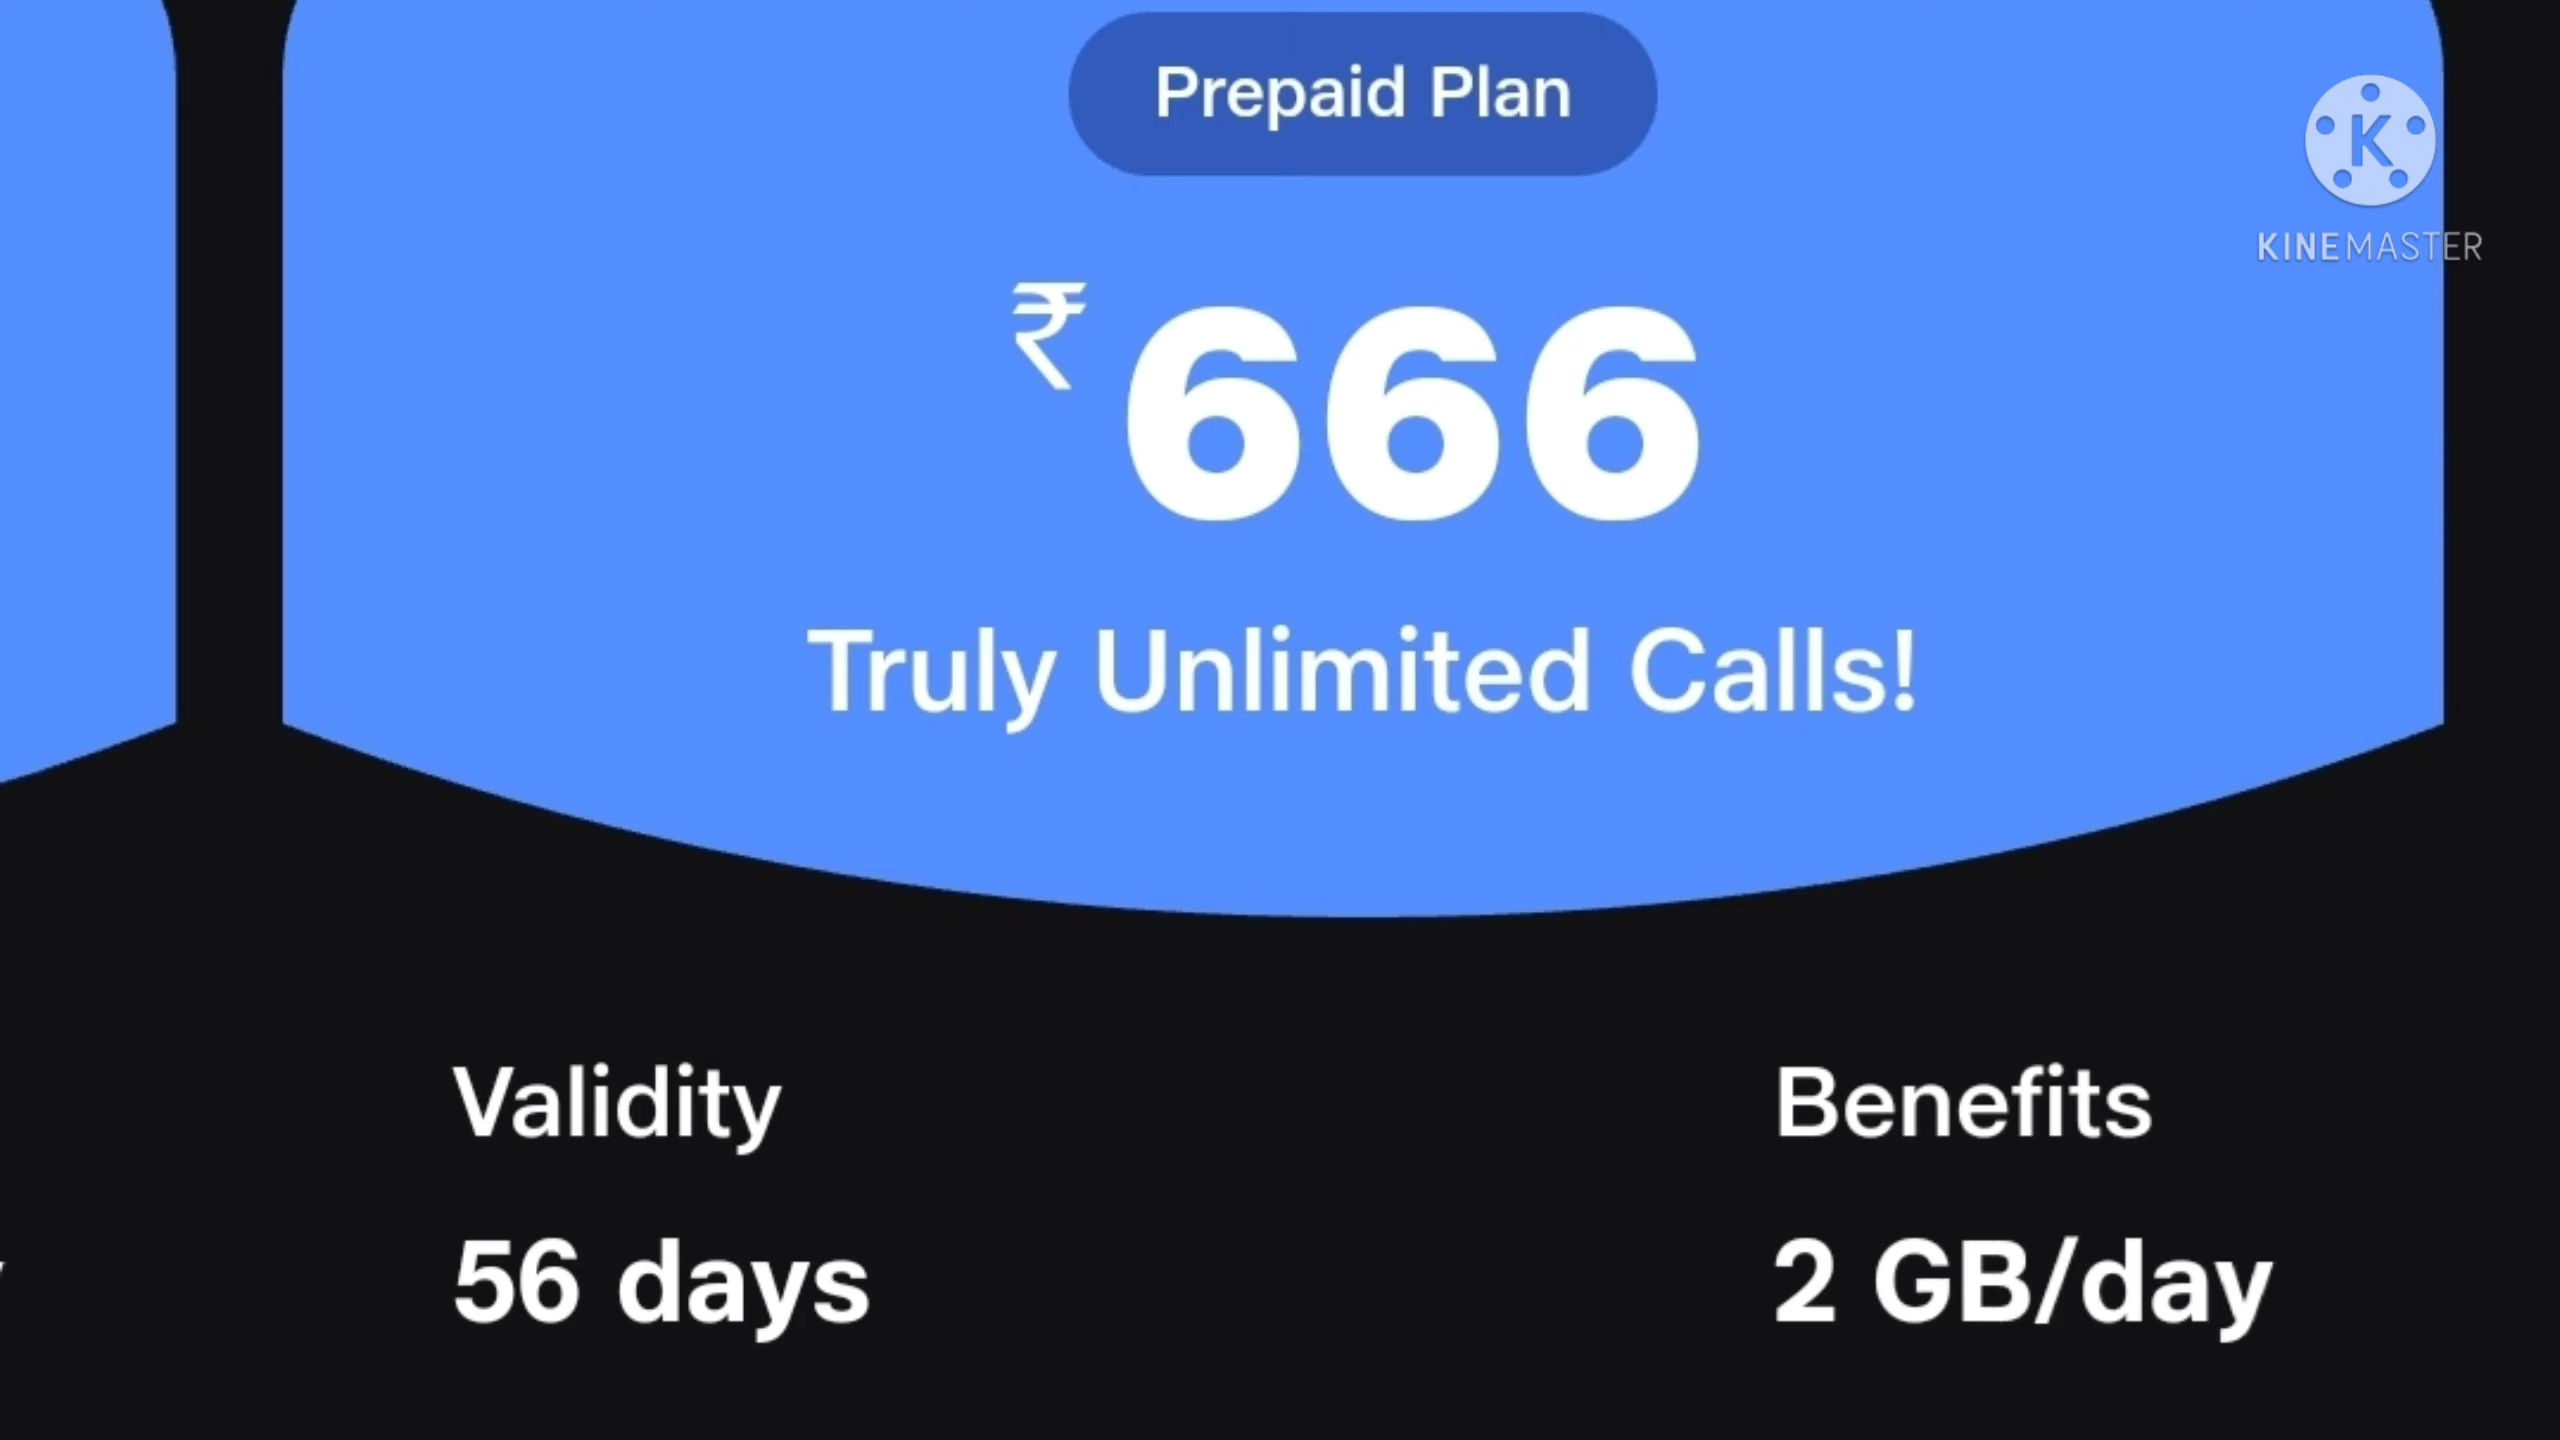 Prepaid Plan
K
KINEMASTER
₹666
Truly Unlimited Calls!
Validity
Benefits
56 days
2 GB/day